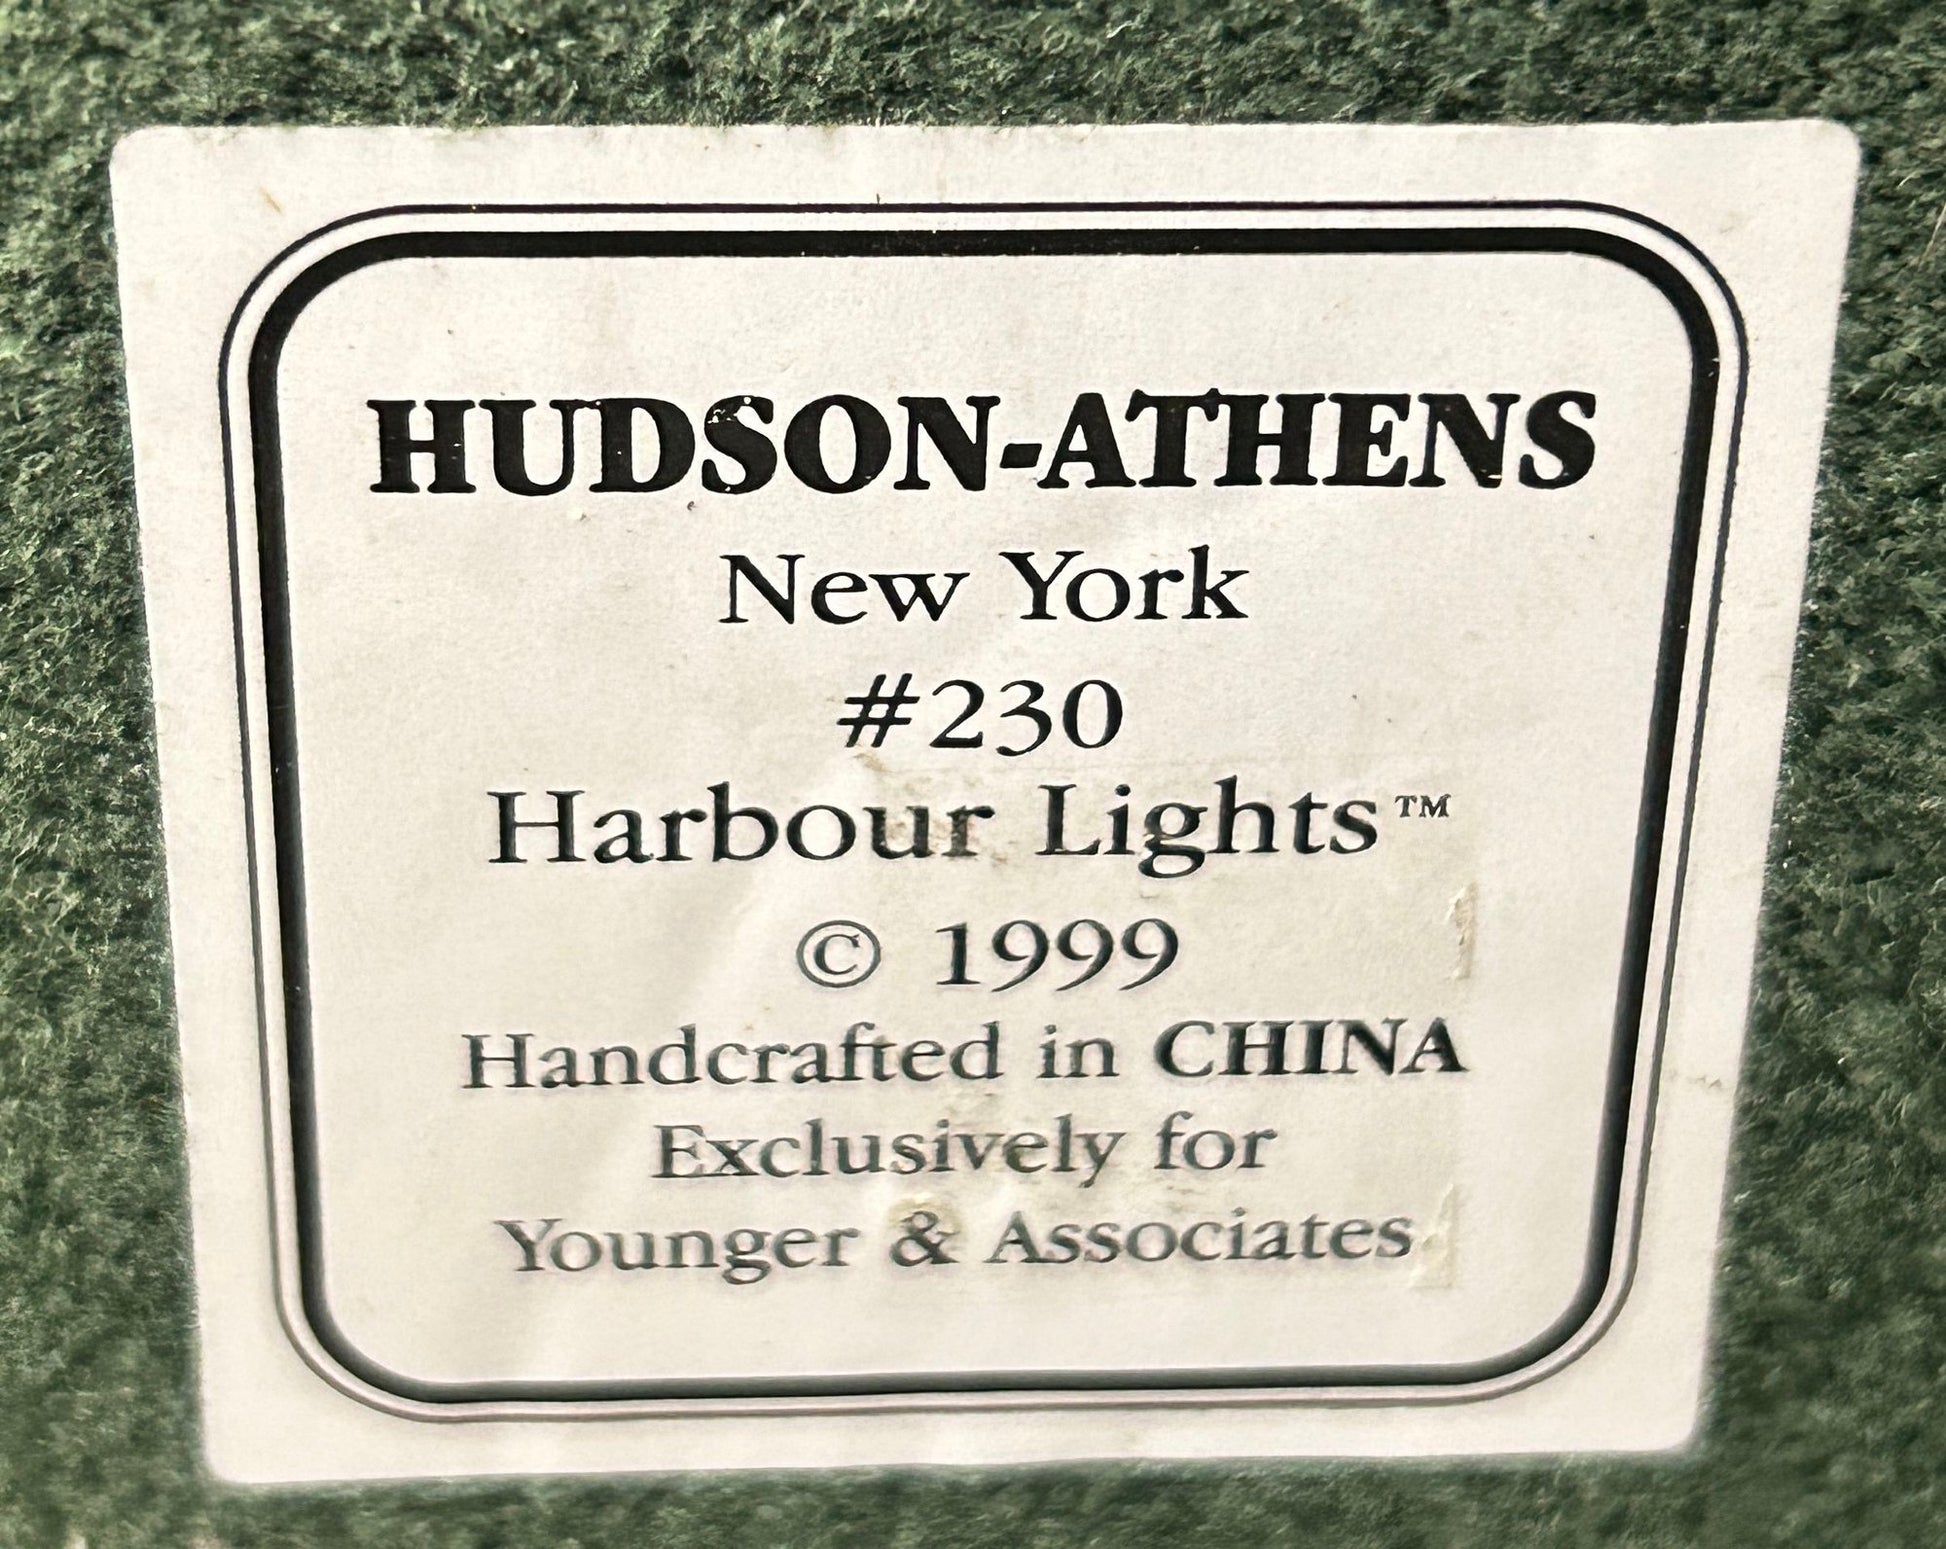 HUDSON-ATHENS
New York
#230
Harbour Lights™
© 1999
Handcrafted in CHINA
Exclusively for
Younger & Associates